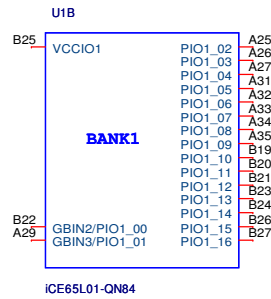 U1B
B25 VCCIO1 PIO1_02 A25
PIO1_03 A26
PIO1_04 A27
PIO1_05 A31
PIO1_06 A32
PIO1_07 A33
PIO1_08 A34
BANK1 PIO1_09 A35
PIO1_10 B19
PIO1_11 B20
PIO1_12 B21
PIO1_13 B23
PIO1_14 B24
B22 GBIN2/PIO1_00 PIO1_15 B26
A29 GBIN3/PIO1_01 PIO1_16 B27
iCE65L01-QN84